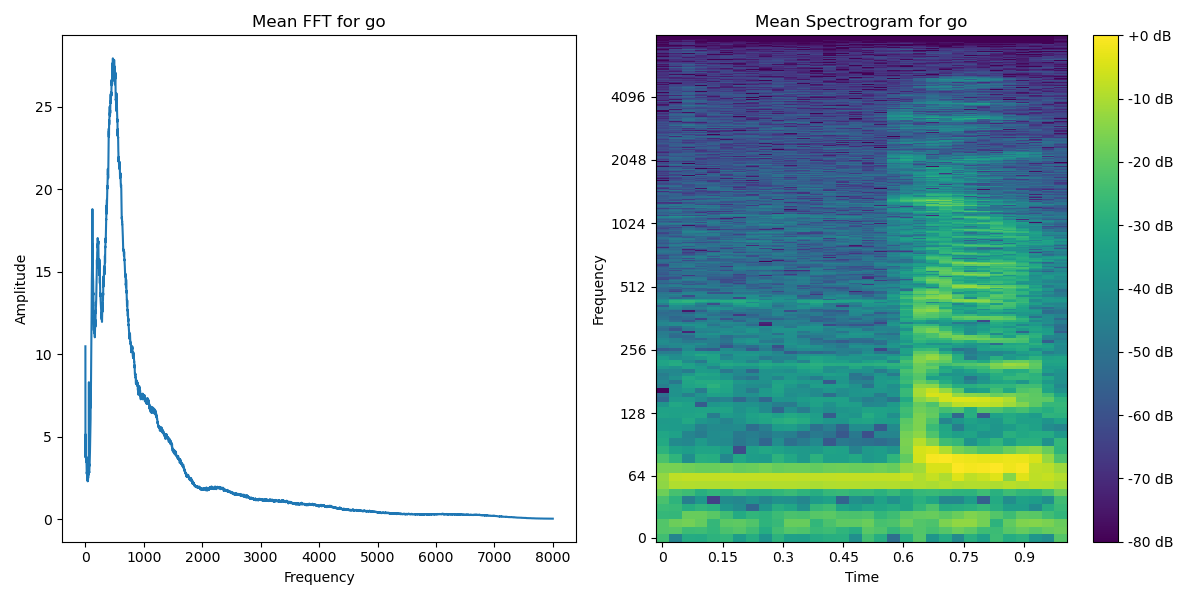 Mean FFT for go
Amplitude
25
20
15
10
5
0
0 1000 2000 3000 4000 5000 6000 7000 8000
Frequency
Mean Spectrogram for go
Frequency
4096
2048
1024
512
256
128
64
0
0 0.15 0.3 0.45 0.6 0.75 0.9
Time
+0 dB
-10 dB
-20 dB
-30 dB
-40 dB
-50 dB
-60 dB
-70 dB
-80 dB